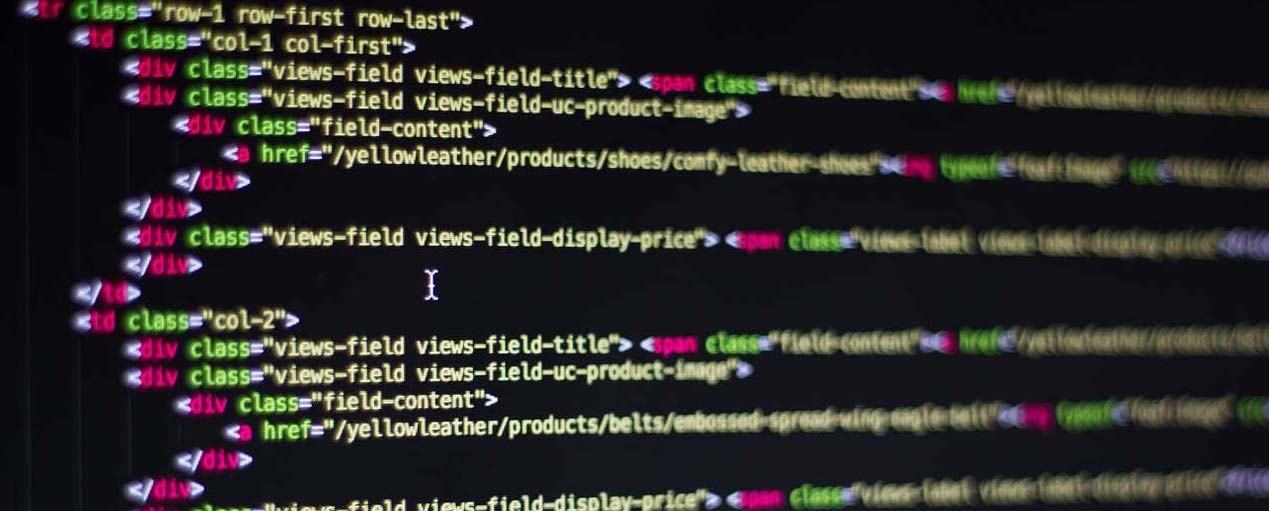 <tr class="row-1 row-first row-last">
<td class="col-1 col-first">
<div class="views-field views-field-title"> <span class="field-content"><a href="/yellowleather/products/
<div class="views-field views-field-uc-product-image">
<div class="field-content">
<a href="/yellowleather/products/shoes/comfy-leather-shoes"><img typeof="foaf:Image" src="https://
</div>
</div>
<div class="views-field views-field-display-price"> <span class="views-label views-label-display-price">
</div>
</td>
<td class="col-2">
<div class="views-field views-field-title"> <span class="field-content"><a href="/yellowleather/products/
<div class="views-field views-field-uc-product-image">
<div class="field-content">
<a href="/yellowleather/products/belts/embossed-spread-wing-eagle-belt"><img typeof="foaf:Image"
</div>
</div>
<div class="views-field views-field-display-price"> <span class="views-label views-label-display-price">